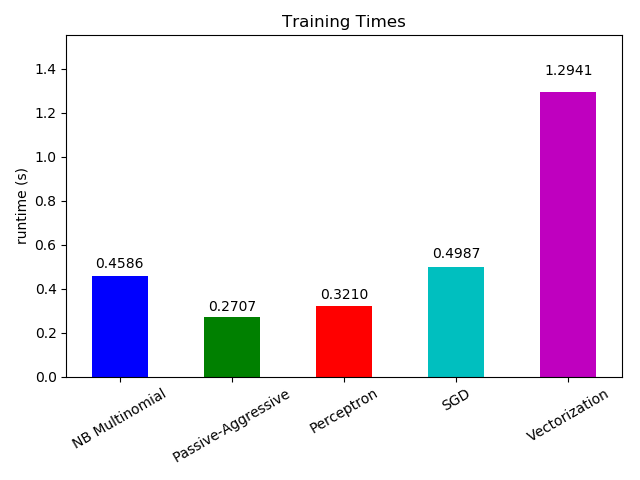 Training Times
runtime (s)
1.4
1.2
1.0
0.8
0.6
0.4
0.2
0.0
0.4586
0.2707
0.3210
0.4987
1.2941
NB Multinomial
Passive-Aggressive
Perceptron
SGD
Vectorization